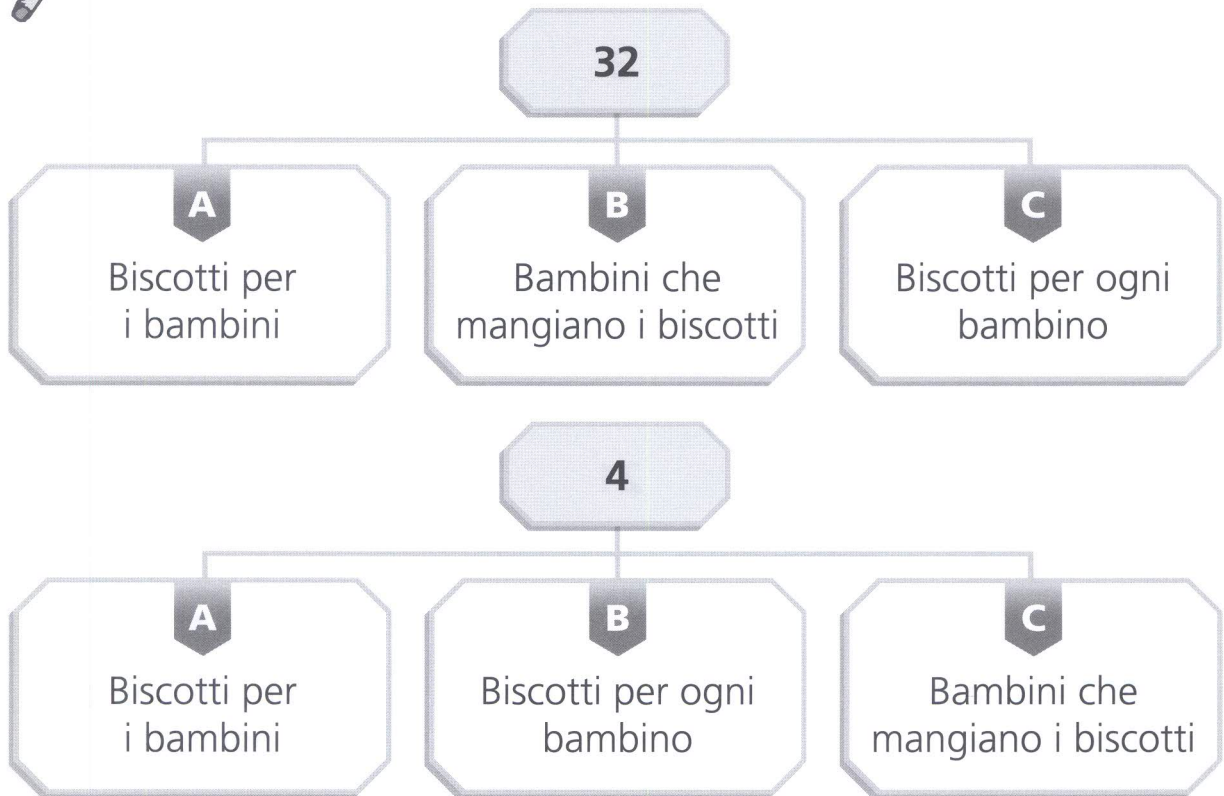 32
A
Biscotti per
i bambini
B
Bambini che
mangiano i biscotti
C
Biscotti per ogni
bambino
4
A
Biscotti per
i bambini
B
Biscotti per ogni
bambino
C
Bambini che
mangiano i biscotti